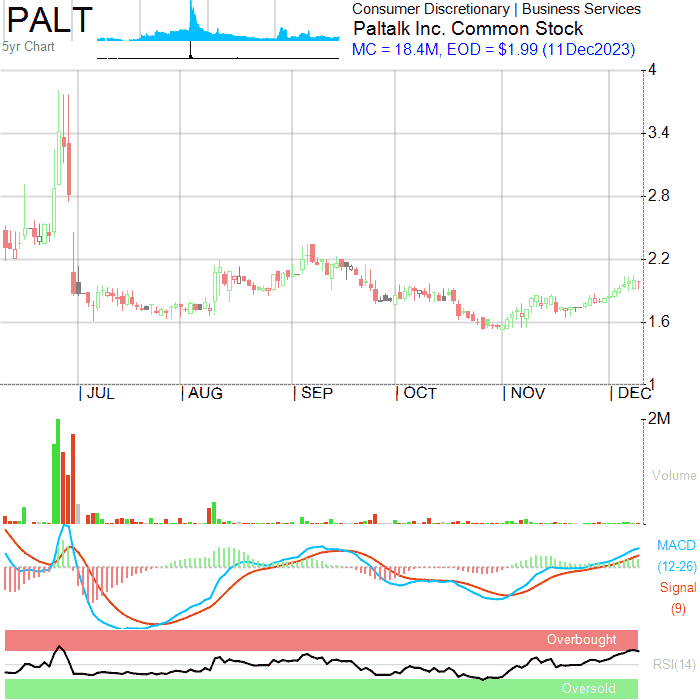 PALT
5yr Chart
Consumer Discretionary | Business Services
Paltalk Inc. Common Stock
MC = 18.4M, EOD = $1.99 (11Dec2023)
4
3.4
2.8
2.2
1.6
1
JUL AUG SEP OCT NOV DEC
2M
Volume
MACD
(12-26)
Signal
(9)
Overbought
RSI(14)
Oversold